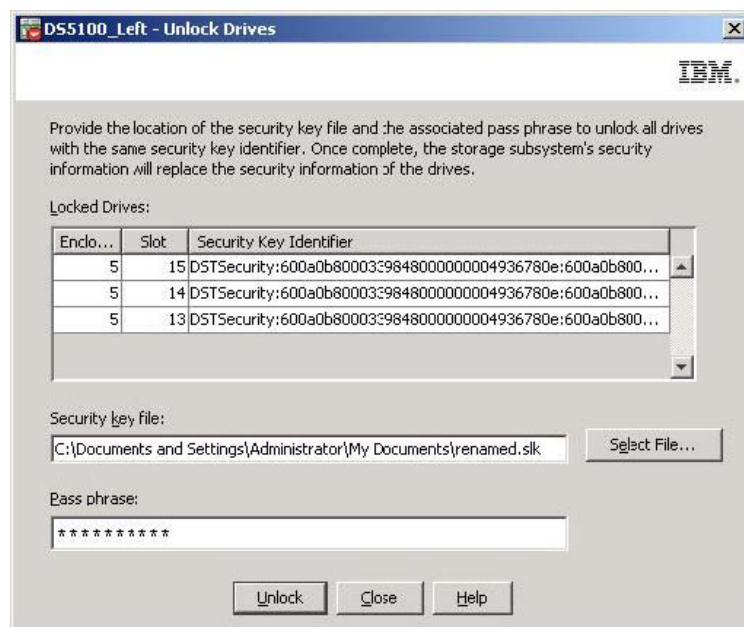 DS5100_Left - Unlock Drives
IBM.
Provide the location of the security key file and the associated pass phrase to unlock all drives
with the same security key identifier. Once complete, the storage subsystem's security
information will replace the security information of the drives.
Locked Drives:
Enclo... Slot Security Key Identifier
5 15 DSTSecurity:600a0b8000339848000000004936780e:600a0b800...
5 14 DSTSecurity:600a0b8000339848000000004936780e:600a0b800...
5 13 DSTSecurity:600a0b8000339848000000004936780e:600a0b800...
Security key file:
C:\Documents and Settings\Administrator\My Documents\renamed.slk Select File...
Pass phrase:
**********
Unlock Close Help